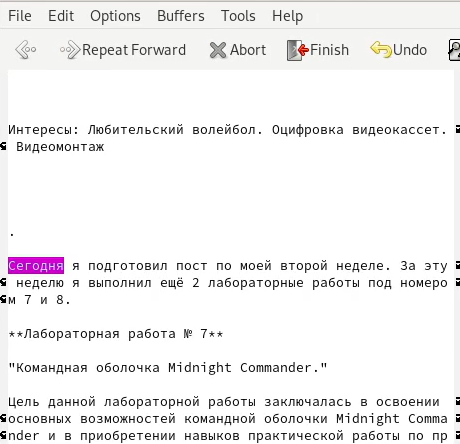 File Edit Options Buffers Tools Help
Repeat Forward Abort Finish Undo
Интересы: Любительский волейбол. Оцифровка видеокассет.
Видеомонтаж
.
Сегодня я подготовил пост по моей второй неделе. За эту
неделю я выполнил ещё 2 лабораторные работы под номеро
м 7 и 8.
**Лабораторная работа № 7**
"Командная оболочка Midnight Commander."
Цель данной лабораторной работы заключалась в освоении
основных возможностей командной оболочки Midnight Comma
nder и в приобретении навыков практической работы по пр